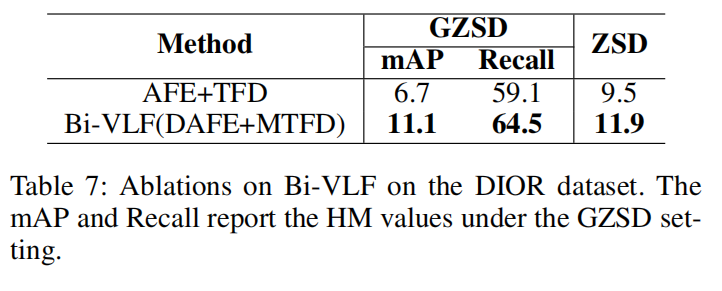 Method GZSD ZSD
mAP Recall
AFE+TFD 6.7 59.1 9.5
Bi-VLF(DAFE+MTFD) 11.1 64.5 11.9
Table 7: Ablations on Bi-VLF on the DIOR dataset. The
mAP and Recall report the HM values under the GZSD set-
ting.